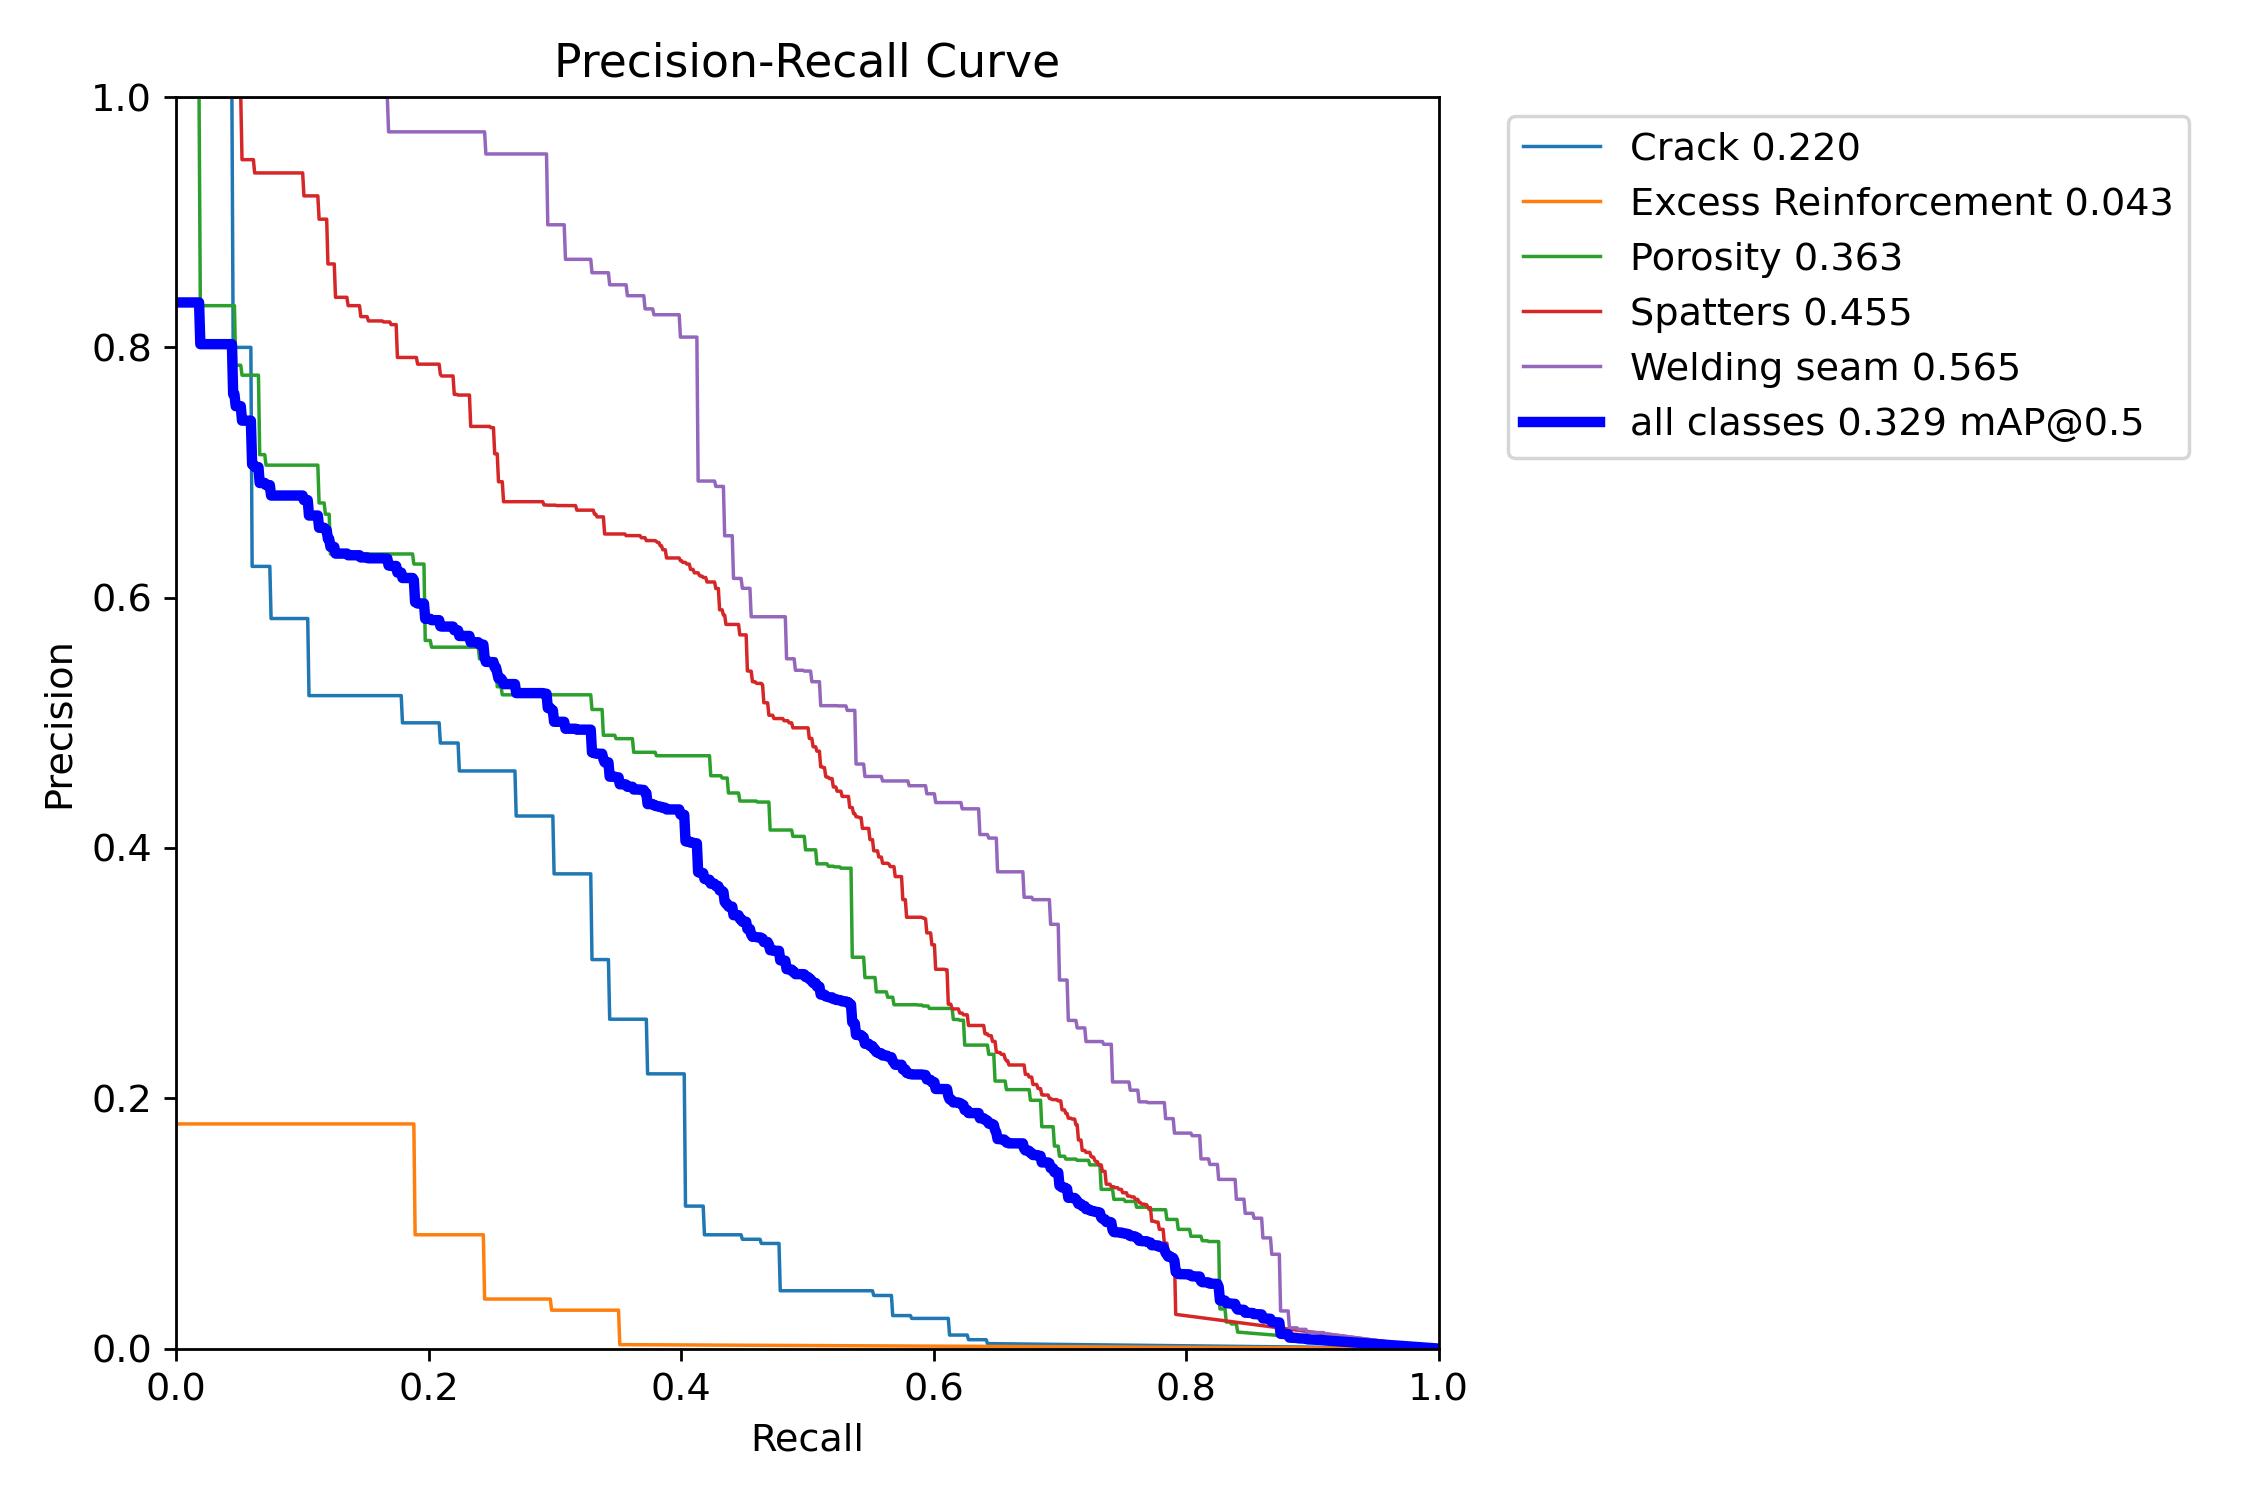 Precision-Recall Curve
Precision
1.0
0.8
0.6
0.4
0.2
0.0
0.0 0.2 0.4 0.6 0.8 1.0
Recall
Crack 0.220
Excess Reinforcement 0.043
Porosity 0.363
Spatters 0.455
Welding seam 0.565
all classes 0.329 mAP@0.5